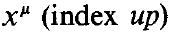 x^μ (index up)